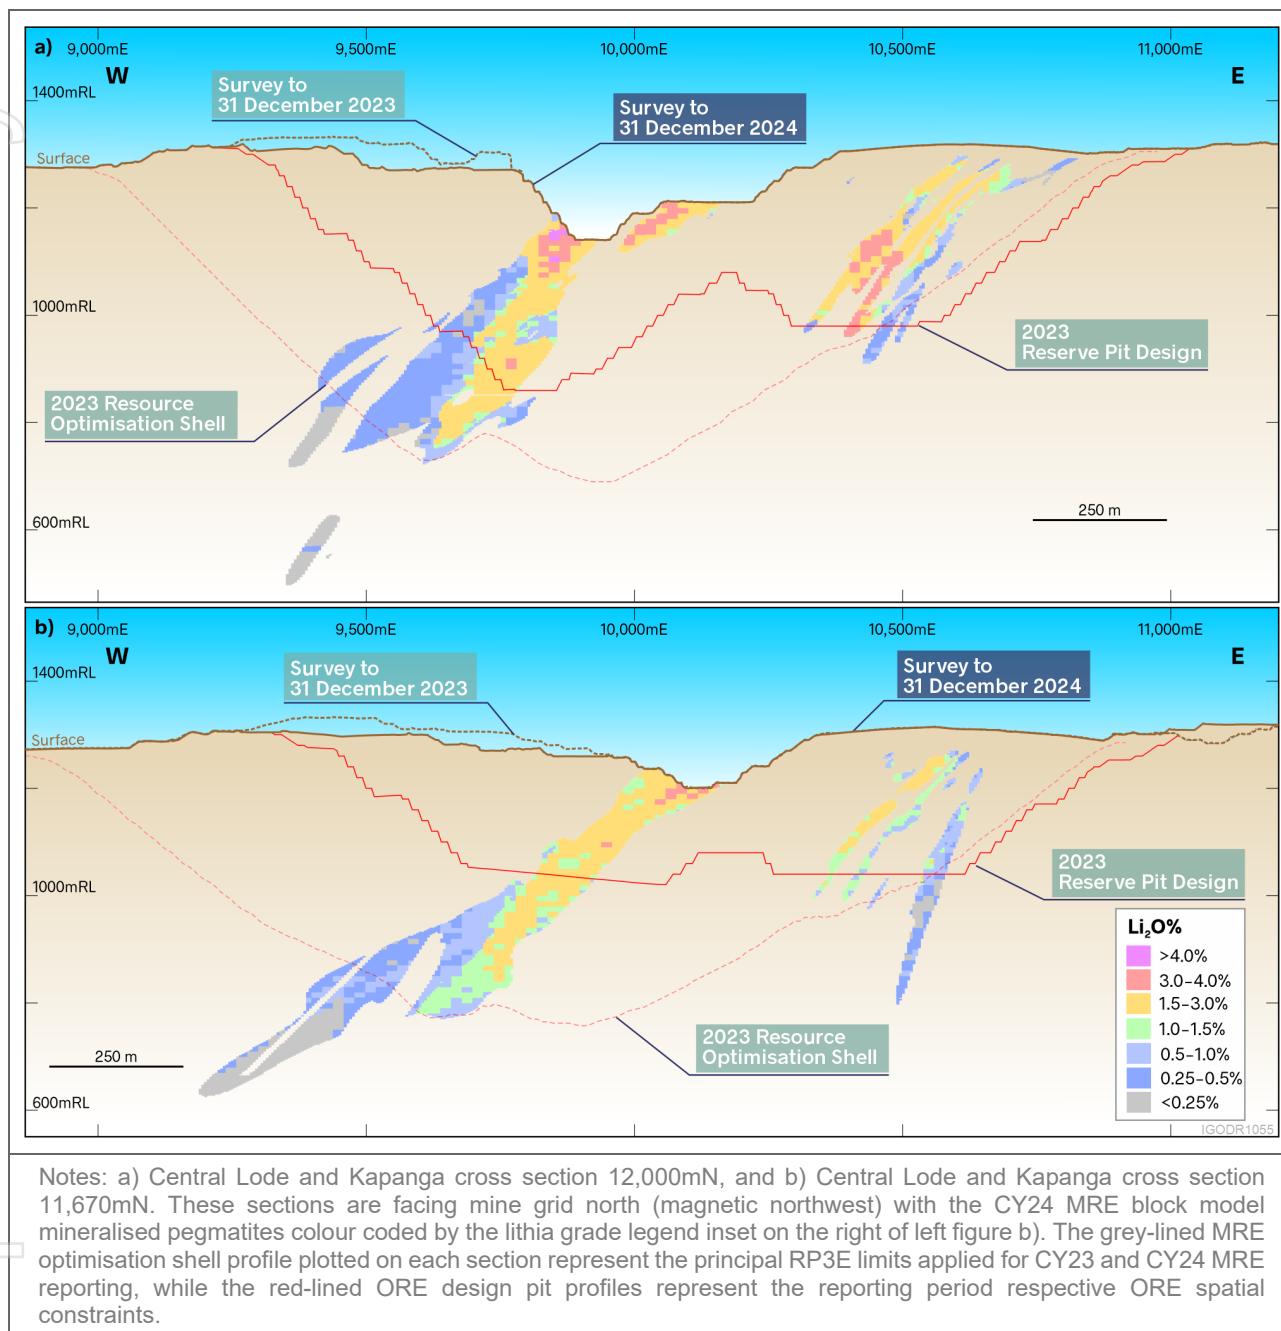 a)
9,000mE
9,500mE
10,000mE
10,500mE
11,000mE
W
E
Survey to
31 December 2023
Survey to
31 December 2024
1400mRL
Surface
1000mRL
2023
Reserve Pit Design
2023 Resource
Optimisation Shell
600mRL
250 m
b)
9,000mE
9,500mE
10,000mE
10,500mE
11,000mE
W
E
Survey to
31 December 2023
Survey to
31 December 2024
1400mRL
Surface
2023
Reserve Pit Design
1000mRL
Li₂O%
>4.0%
3.0–4.0%
1.5–3.0%
1.0–1.5%
0.5–1.0%
0.25–0.5%
<0.25%
2023 Resource
Optimisation Shell
250 m
600mRL
IGODR1055
Notes: a) Central Lode and Kapanga cross section 12,000mN, and b) Central Lode and Kapanga cross section
11,670mN. These sections are facing mine grid north (magnetic northwest) with the CY24 MRE block model
mineralised pegmatites colour coded by the lithia grade legend inset on the right of left figure b). The grey-lined MRE
optimisation shell profile plotted on each section represent the principal RP3E limits applied for CY23 and CY24 MRE
reporting, while the red-lined ORE design pit profiles represent the reporting period respective ORE spatial
constraints.